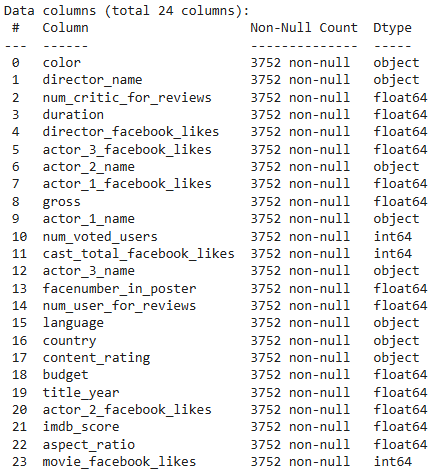 Data columns (total 24 columns):
 #   Column                     Non-Null Count  Dtype
---  ------                     --------------  -----
 0   color                      3752 non-null   object
 1   director_name              3752 non-null   object
 2   num_critic_for_reviews     3752 non-null   float64
 3   duration                   3752 non-null   float64
 4   director_facebook_likes    3752 non-null   float64
 5   actor_3_facebook_likes     3752 non-null   float64
 6   actor_2_name               3752 non-null   object
 7   actor_1_facebook_likes     3752 non-null   float64
 8   gross                      3752 non-null   float64
 9   actor_1_name               3752 non-null   object
 10  num_voted_users            3752 non-null   int64
 11  cast_total_facebook_likes  3752 non-null   int64
 12  actor_3_name               3752 non-null   object
 13  facenumber_in_poster       3752 non-null   float64
 14  num_user_for_reviews       3752 non-null   float64
 15  language                   3752 non-null   object
 16  country                    3752 non-null   object
 17  content_rating             3752 non-null   object
 18  budget                     3752 non-null   float64
 19  title_year                 3752 non-null   float64
 20  actor_2_facebook_likes     3752 non-null   float64
 21  imdb_score                 3752 non-null   float64
 22  aspect_ratio               3752 non-null   float64
 23  movie_facebook_likes       3752 non-null   int64